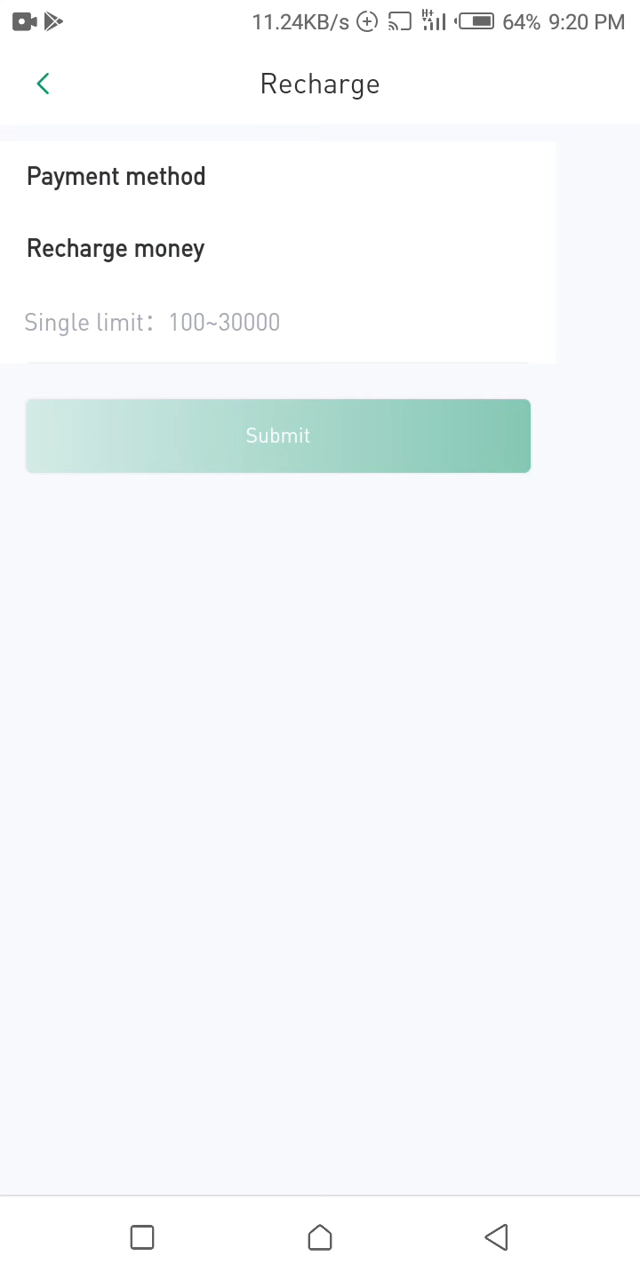 11.24KB/s H+ 64% 9:20 PM
Recharge
Payment method
Recharge money
Single limit：100~30000
Submit